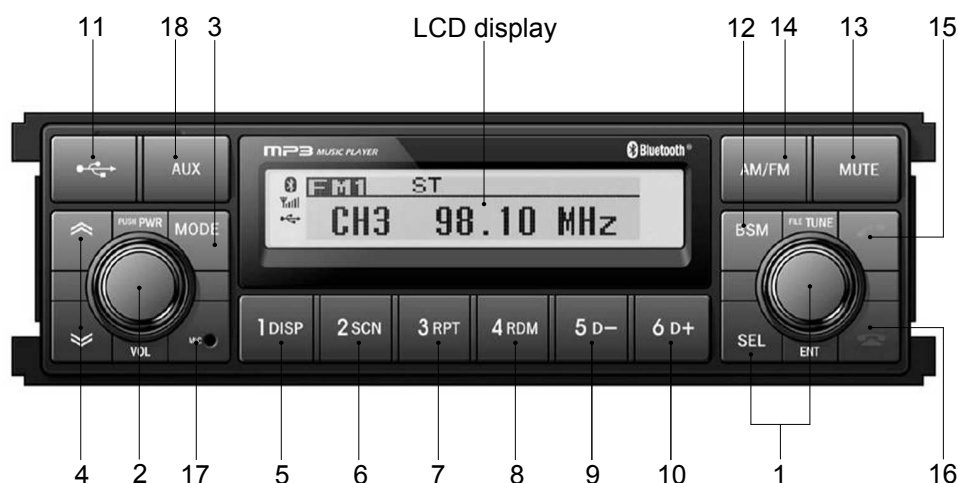 11 18 3 LCD display 12 14 13 15
MP3 MUSIC PLAYER Bluetooth®
AUX AM/FM MUTE
FM1 ST
PUSH PWR MODE BSM FILE TUNE
CH3 98.10 MHz
1 DISP 2 SCN 3 RPT 4 RDM 5 D− 6 D+
VOL MIC SEL ENT
4 2 17 5 6 7 8 9 10 1 16